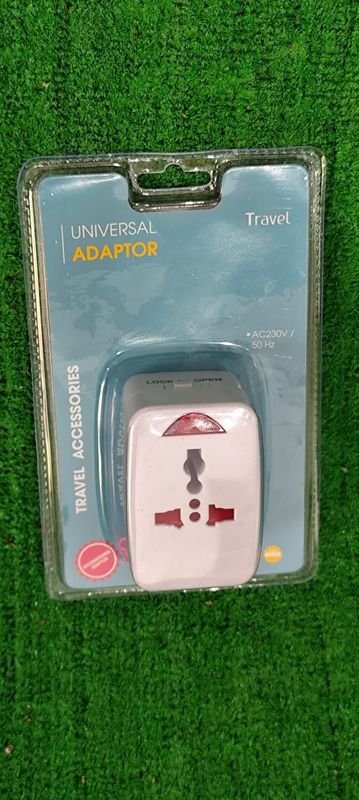 UNIVERSAL
ADAPTOR
Travel
• AC230V /
50 Hz
LOCK OPEN
TRAVEL ACCESSORIES